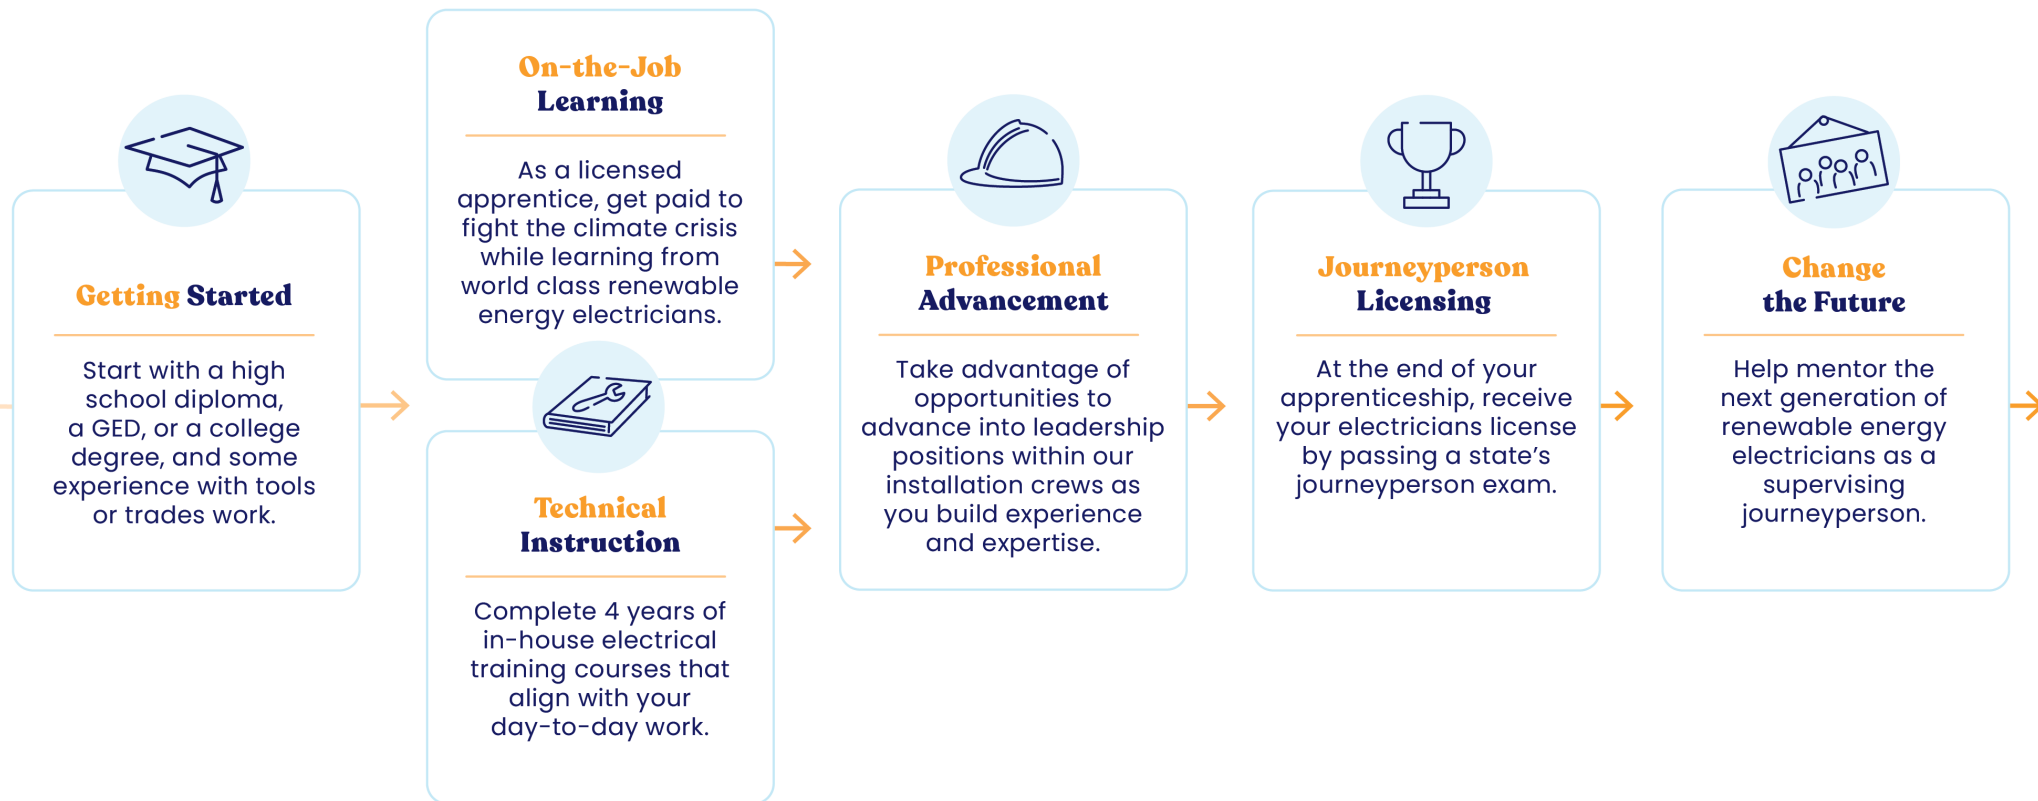 Getting Started
Start with a high
school diploma,
a GED, or a college
degree, and some
experience with tools
or trades work.
On-the-Job
Learning
As a licensed
apprentice, get paid to
fight the climate crisis
while learning from
world class renewable
energy electricians.
Technical
Instruction
Complete 4 years of
in-house electrical
training courses that
align with your
day-to-day work.
Professional
Advancement
Take advantage of
opportunities to
advance into leadership
positions within our
installation crews as
you build experience
and expertise.
Journeyperson
Licensing
At the end of your
apprenticeship, receive
your electricians license
by passing a state’s
journeyperson exam.
Change
the Future
Help mentor the
next generation of
renewable energy
electricians as a
supervising
journeyperson.